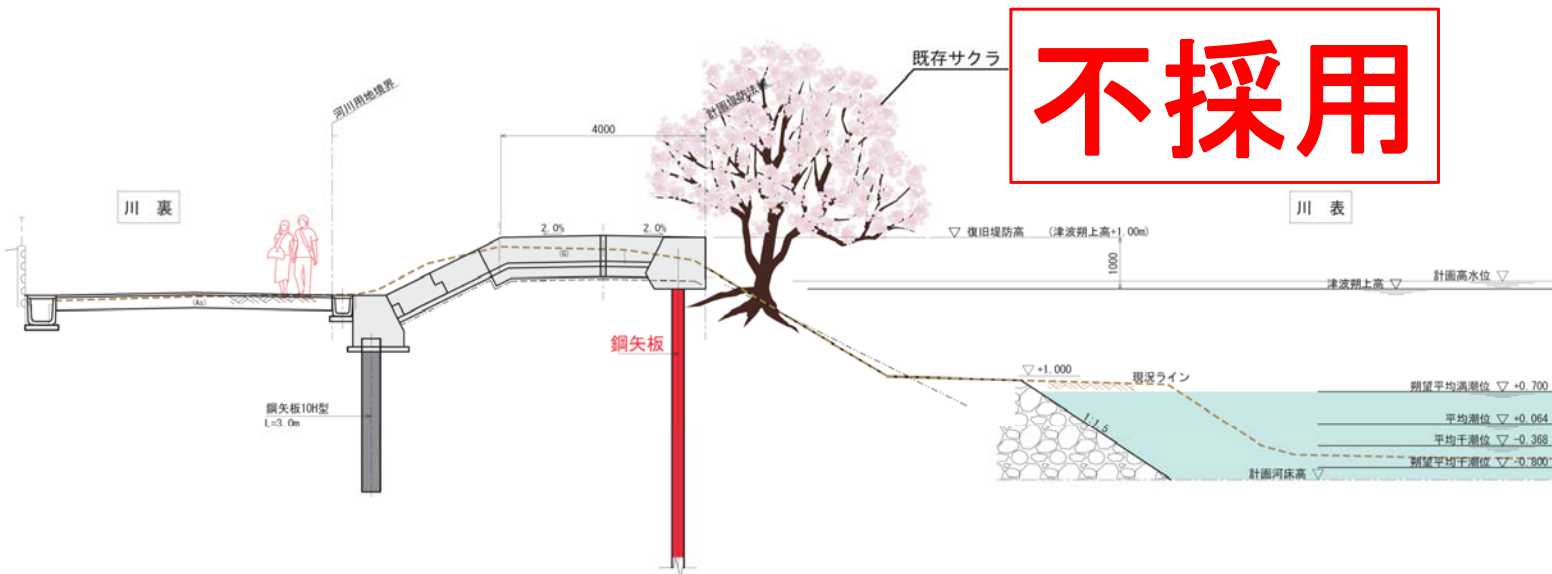 不採用
既存サクラ
河川用地境界
計画堤防法線
4000
川 裏
川 表
2.0%
2.0%
▽ 復旧堤防高 (津波朔上高+1.00m)
1000
計画高水位 ▽
津波朔上高 ▽
(G)
(As)
鋼矢板
鋼矢板10H型
L=3.0m
▽+1.000
現況ライン
1:1.5
朔望平均満潮位 ▽ +0.700
平均潮位 ▽ +0.064
平均干潮位 ▽ -0.368
朔望平均干潮位 ▽ -0.800
計画河床高 ▽